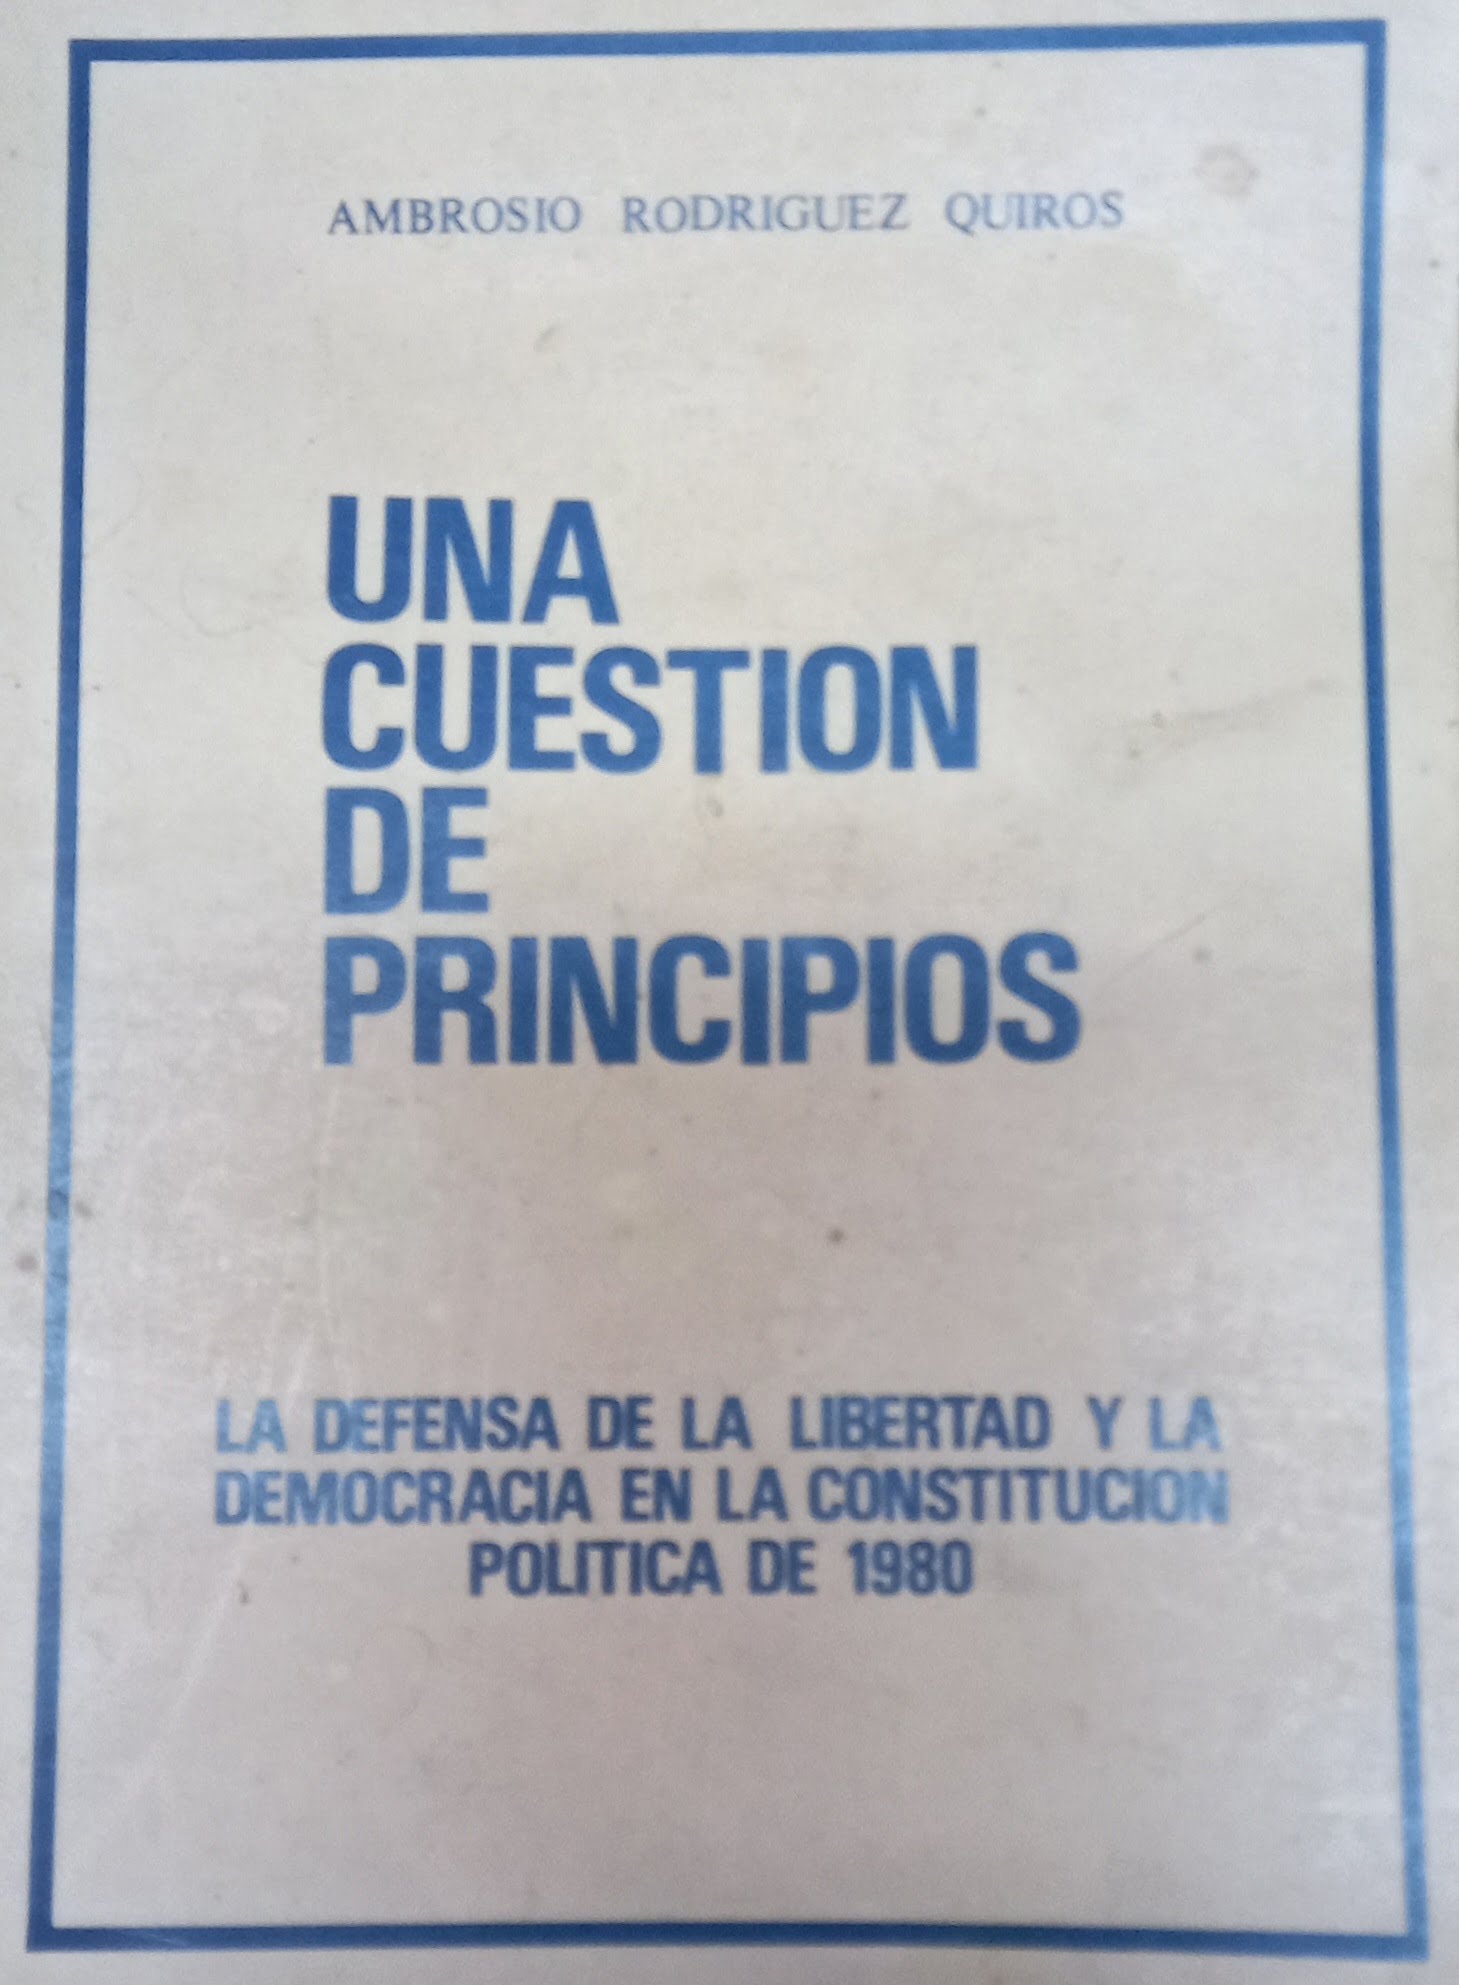 AMBROSIO RODRIGUEZ QUIROS
UNA
CUESTION
DE
PRINCIPIOS
LA DEFENSA DE LA LIBERTAD Y LA
DEMOCRACIA EN LA CONSTITUCION
POLITICA DE 1980